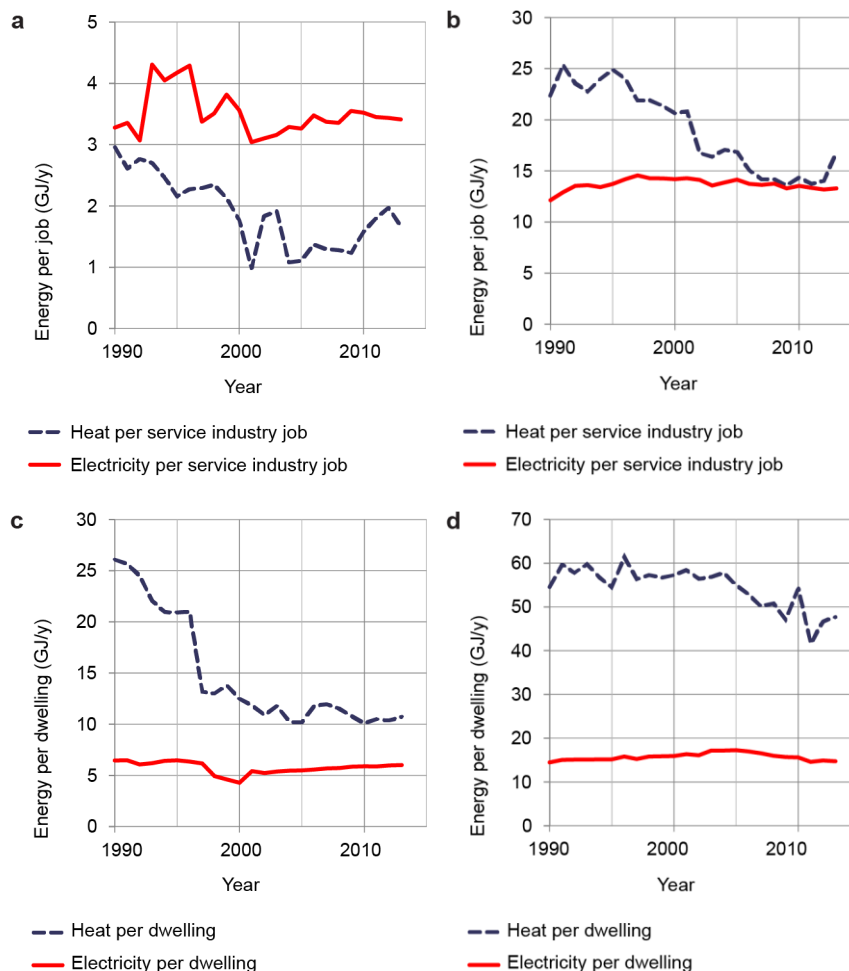 a
5
4
3
2
1
0
Energy per job (GJ/y)
1990
2000
2010
Year
Heat per service industry job
Electricity per service industry job
b
30
25
20
15
10
5
0
Energy per job (GJ/y)
1990
2000
2010
Year
Heat per service industry job
Electricity per service industry job
c
30
25
20
15
10
5
0
Energy per dwelling (GJ/y)
1990
2000
2010
Year
Heat per dwelling
Electricity per dwelling
d
70
60
50
40
30
20
10
0
Energy per dwelling (GJ/y)
1990
2000
2010
Year
Heat per dwelling
Electricity per dwelling